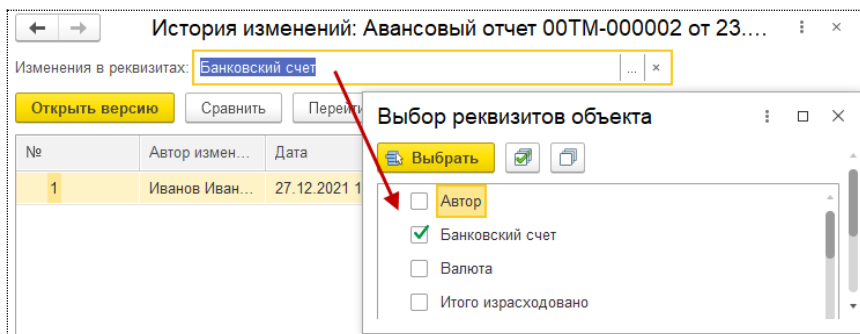 История изменений: Авансовый отчет 00ТМ-000002 от 23....
Изменения в реквизитах: Банковский счет ... ×
Открыть версию Сравнить Перейти
Выбор реквизитов объекта
Выбрать
№ Автор измен... Дата
1 Иванов Иван... 27.12.2021 1
Автор
Банковский счет
Валюта
Итого израсходовано